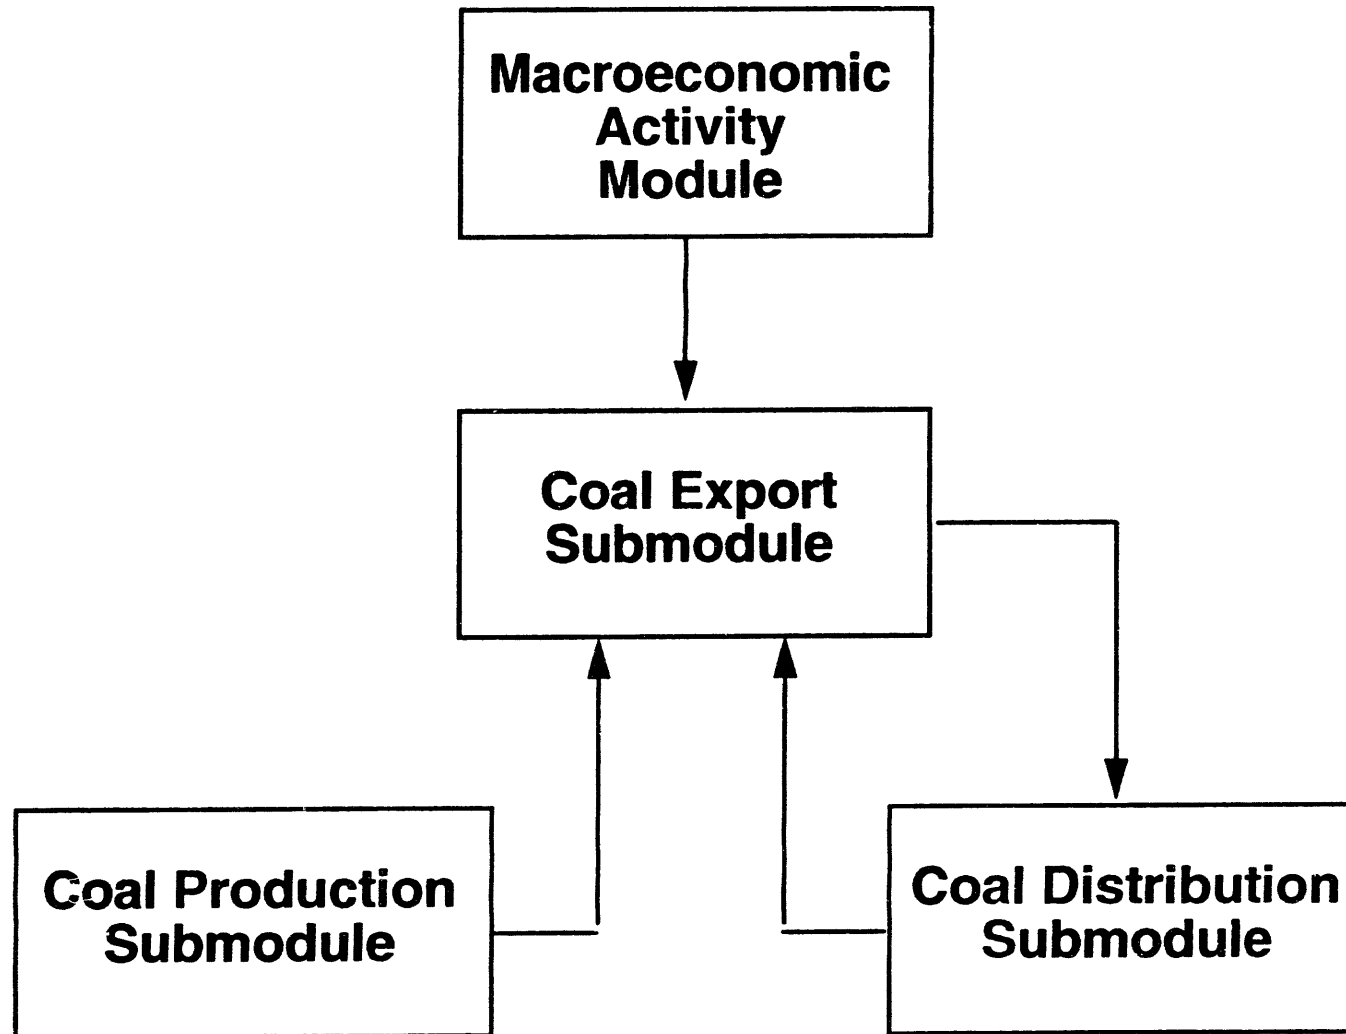 Macroeconomic
Activity
Module
Coal Export
Submodule
Coal Production
Submodule
Coal Distribution
Submodule